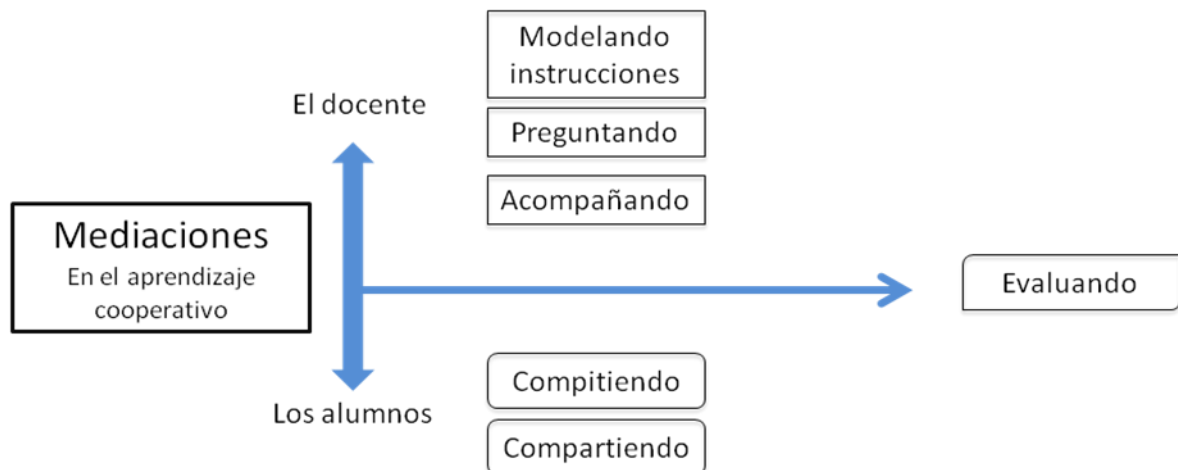 Modelando
instrucciones
El docente
Preguntando
Acompañando
Mediaciones
En el aprendizaje
cooperativo
Evaluando
Compitiendo
Los alumnos
Compartiendo